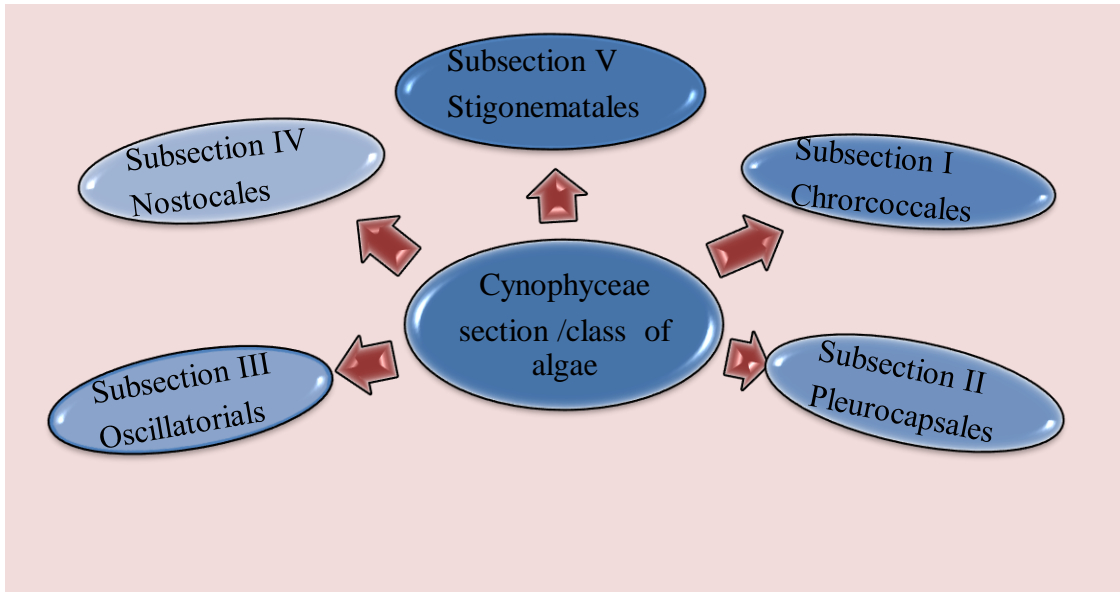 Subsection V
Stigonematales
Subsection IV
Nostocales
Subsection I
Chrorcoccales
Cynophyceae
section /class of
algae
Subsection III
Oscillatorials
Subsection II
Pleurocapsales